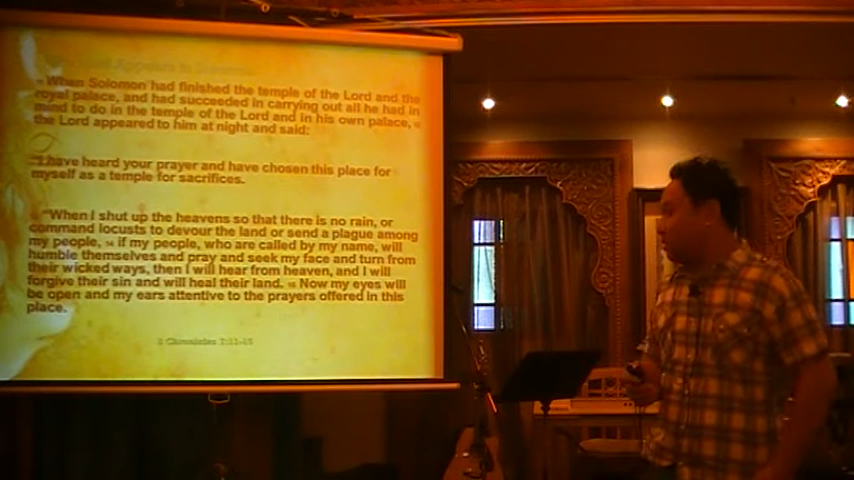 When Solomon had finished the temple of the Lord and the
royal palace, and had succeeded in carrying out all he had in
mind to do in the temple of the Lord and in his own palace,
the Lord appeared to him at night and said:
"I have heard your prayer and have chosen this place for
myself as a temple for sacrifices.
"When I shut up the heavens so that there is no rain, or
command locusts to devour the land or send a plague among
my people, 14 if my people, who are called by my name, will
humble themselves and pray and seek my face and turn from
their wicked ways, then I will hear from heaven, and I will
forgive their sin and will heal their land. 15 Now my eyes will
be open and my ears attentive to the prayers offered in this
place.
2 Chronicles 7:11-15